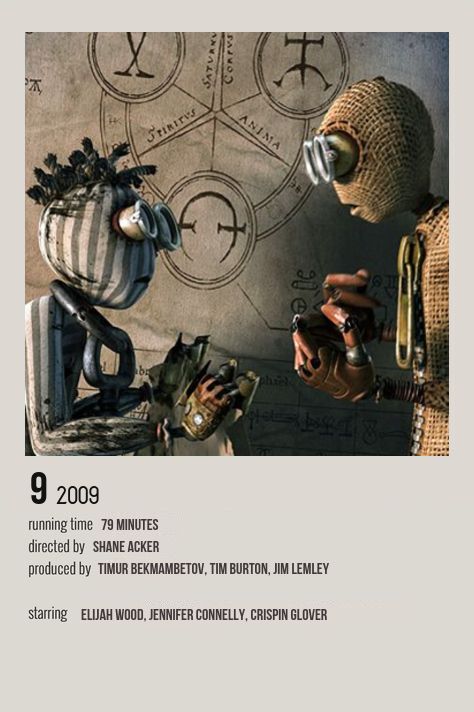 SATURNUS
CORPUS
SPIRITUS
ANIMA
9 2009
running time 79 MINUTES
directed by SHANE ACKER
produced by TIMUR BEKMAMBETOV, TIM BURTON, JIM LEMLEY
starring ELIJAH WOOD, JENNIFER CONNELLY, CRISPIN GLOVER